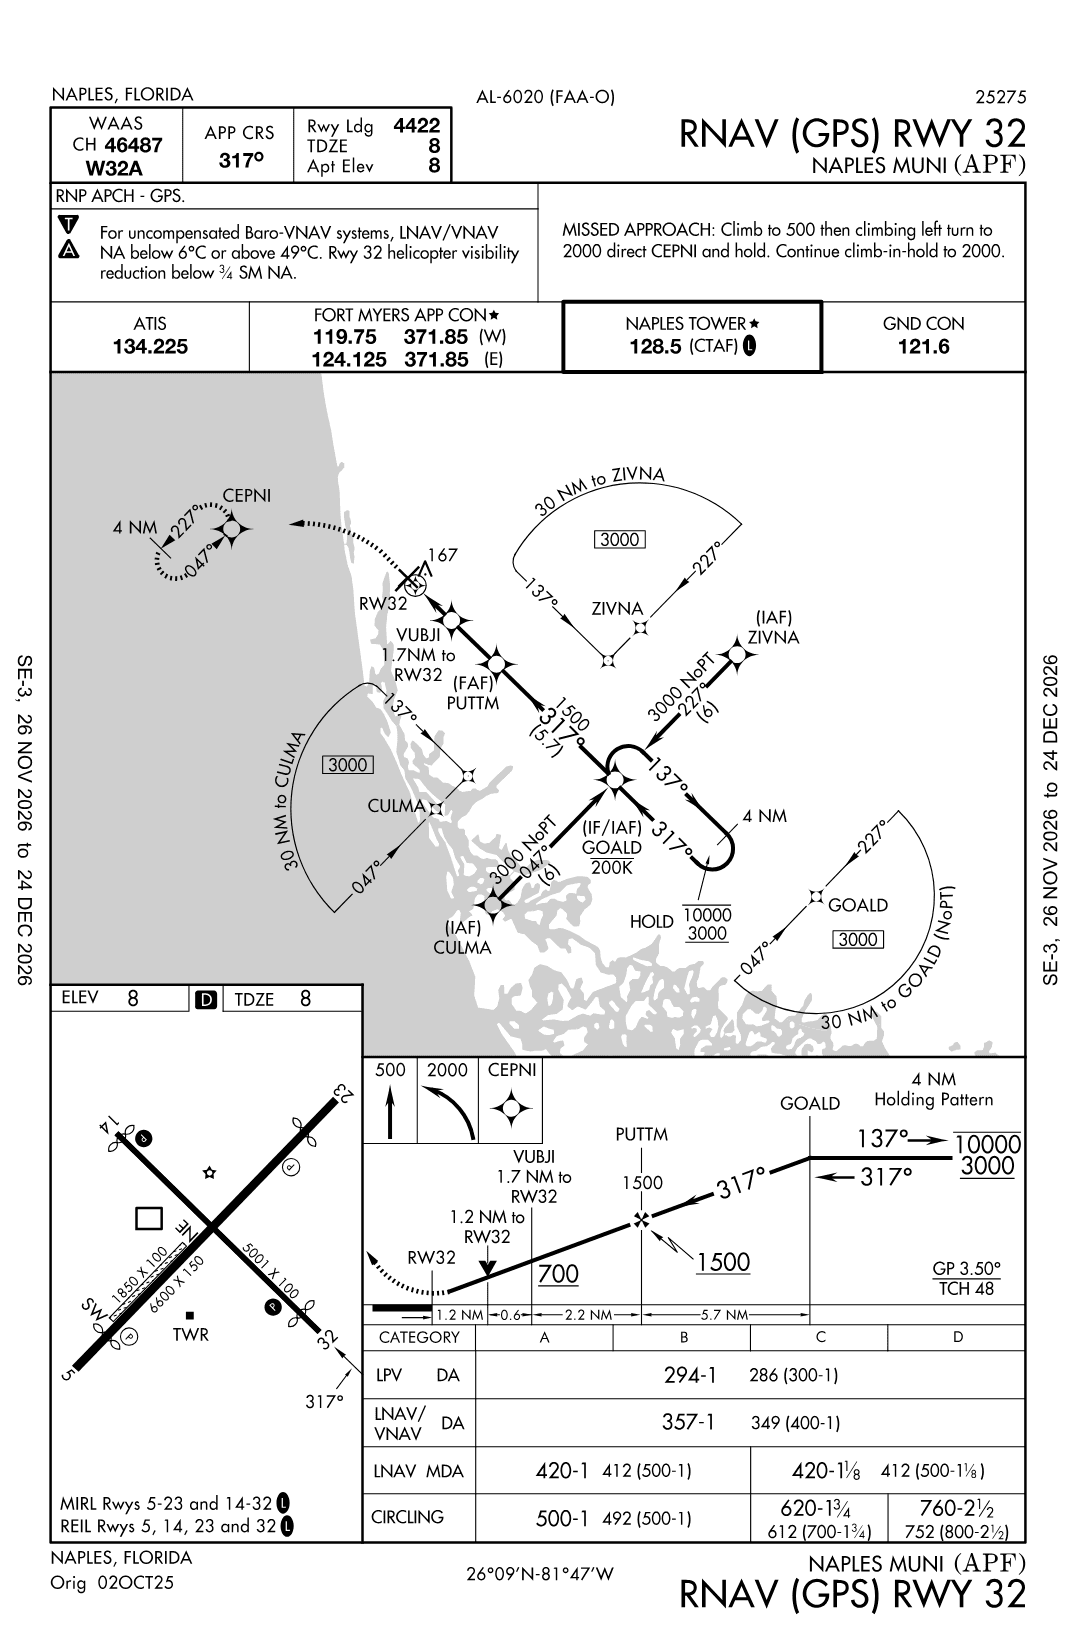 NAPLES, FLORIDA
AL-6020 (FAA-O)
25275
WAAS
CH 46487
W32A
APP CRS
317°
Rwy Ldg 4422
TDZE 8
Apt Elev 8
RNAV (GPS) RWY 32
NAPLES MUNI (APF)
RNP APCH - GPS.
T
A
For uncompensated Baro-VNAV systems, LNAV/VNAV
NA below 6°C or above 49°C. Rwy 32 helicopter visibility
reduction below ¾ SM NA.
MISSED APPROACH: Climb to 500 then climbing left turn to
2000 direct CEPNI and hold. Continue climb-in-hold to 2000.
ATIS
134.225
FORT MYERS APP CON★
119.75 371.85 (W)
124.125 371.85 (E)
NAPLES TOWER★
128.5 (CTAF) L
GND CON
121.6
CEPNI
4 NM
227°
047°
167
RW32
VUBJI
1.7NM to
RW32
(FAF)
PUTTM
30 NM to ZIVNA
3000
227°
137°
ZIVNA
(IAF)
ZIVNA
3000 NoPT
227°
(6)
1500
317°
(5.7)
137°
317°
4 NM
(IF/IAF)
GOALD
200K
HOLD
10000
3000
30 NM to CULMA
3000
137°
CULMA
047°
3000 NoPT
047°
(6)
(IAF)
CULMA
227°
GOALD
3000
047°
30 NM to GOALD (NoPT)
SE-3, 26 NOV 2026 to 24 DEC 2026
SE-3, 26 NOV 2026 to 24 DEC 2026
ELEV 8
D
TDZE 8
23
14
P
P
NE
1850 X 100
6600 X 150
5001 X 100
SW
P
P
TWR
5
32
317°
MIRL Rwys 5-23 and 14-32 L
REIL Rwys 5, 14, 23 and 32 L
500
2000
CEPNI
4 NM
Holding Pattern
GOALD
137°
10000
3000
317°
317°
PUTTM
1500
1500
VUBJI
1.7 NM to
RW32
1.2 NM to
RW32
RW32
700
GP 3.50°
TCH 48
1.2 NM
0.6
2.2 NM
5.7 NM
CATEGORY A B C D
LPV DA 294-1 286 (300-1)
LNAV/
VNAV DA 357-1 349 (400-1)
LNAV MDA 420-1 412 (500-1) 420-1⅛ 412 (500-1⅛)
CIRCLING 500-1 492 (500-1) 620-1¾ 760-2½
612 (700-1¾) 752 (800-2½)
NAPLES, FLORIDA
Orig 02OCT25
26°09'N-81°47'W
NAPLES MUNI (APF)
RNAV (GPS) RWY 32